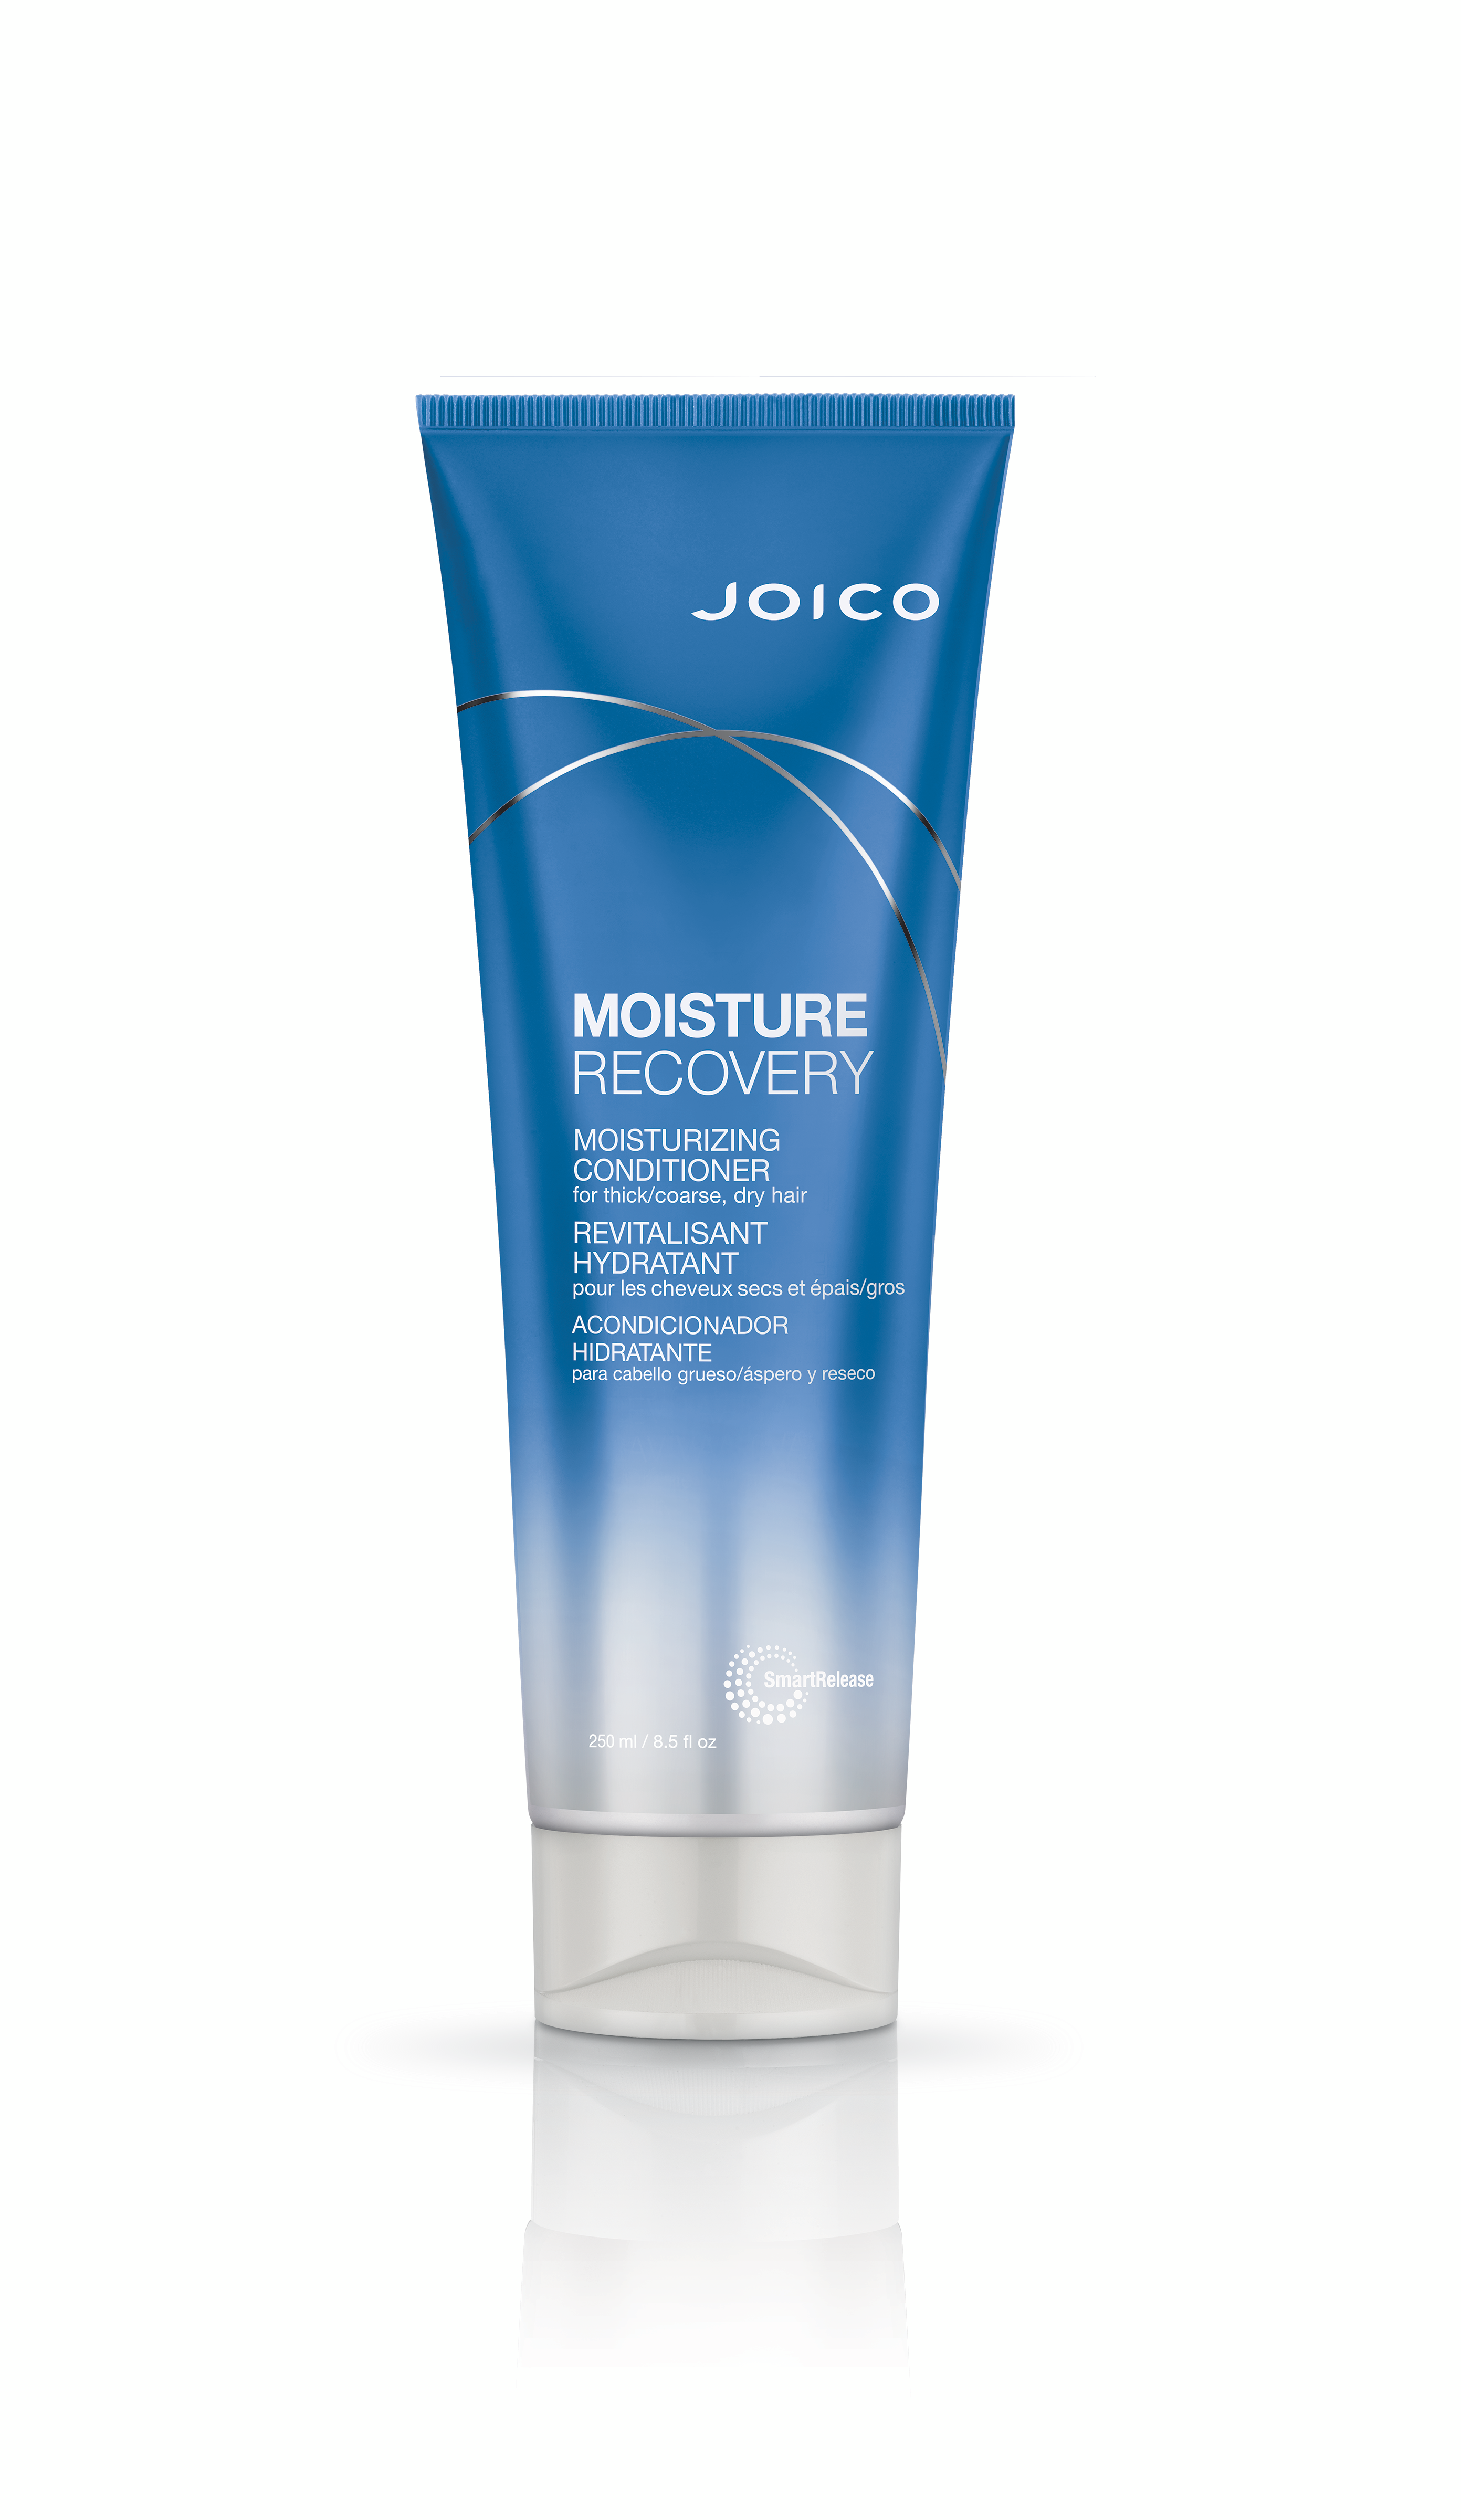 JOICO
MOISTURE
RECOVERY
MOISTURIZING
CONDITIONER
for thick/coarse, dry hair
REVITALISANT
HYDRATANT
pour les cheveux secs et épais/gros
ACONDICIONADOR
HIDRATANTE
para cabello grueso/áspero y reseco
SmartRelease
250 ml / 8.5 fl oz